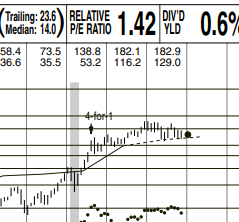 (Trailing: 23.6 Median: 14.0) RELATIVE P/E RATIO 1.42 DIV'D YLD 0.6%
58.4 73.5 138.8 182.1 182.9
36.6 35.5 53.2 116.2 129.0
4-for-1